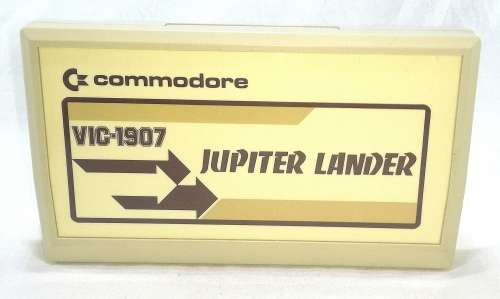 commodore
VIC-1907
JUPITER LANDER